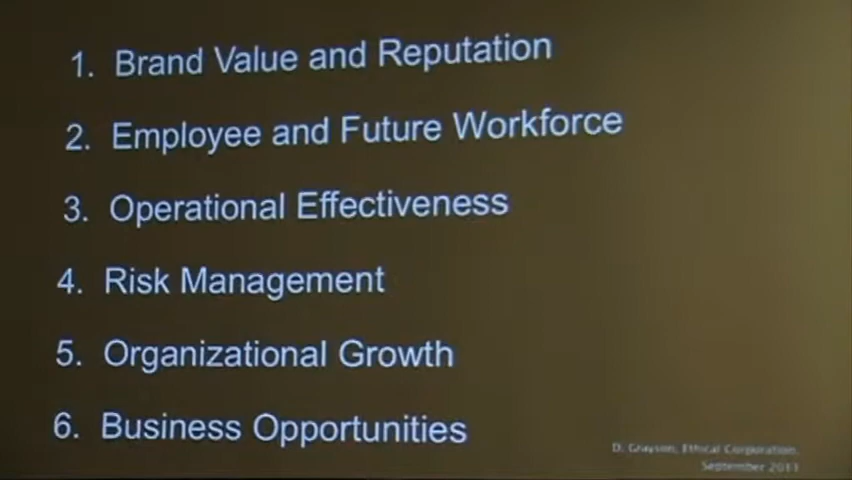 1. Brand Value and Reputation
2. Employee and Future Workforce
3. Operational Effectiveness
4. Risk Management
5. Organizational Growth
6. Business Opportunities
D. Grayson, Ethical Corporation,
September 2011